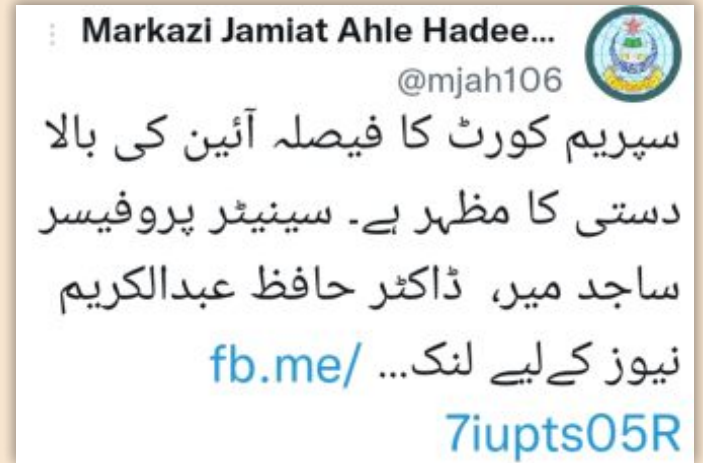 Markazi Jamiat Ahle Hadee...
@mjah106
سپریم کورٹ کا فیصلہ آئین کی بالا
دستی کا مظہر ہے۔ سینیٹر پروفیسر
ساجد میر، ڈاکٹر حافظ عبدالکریم
نیوز کےلیے لنک... fb.me/
7iupts05R